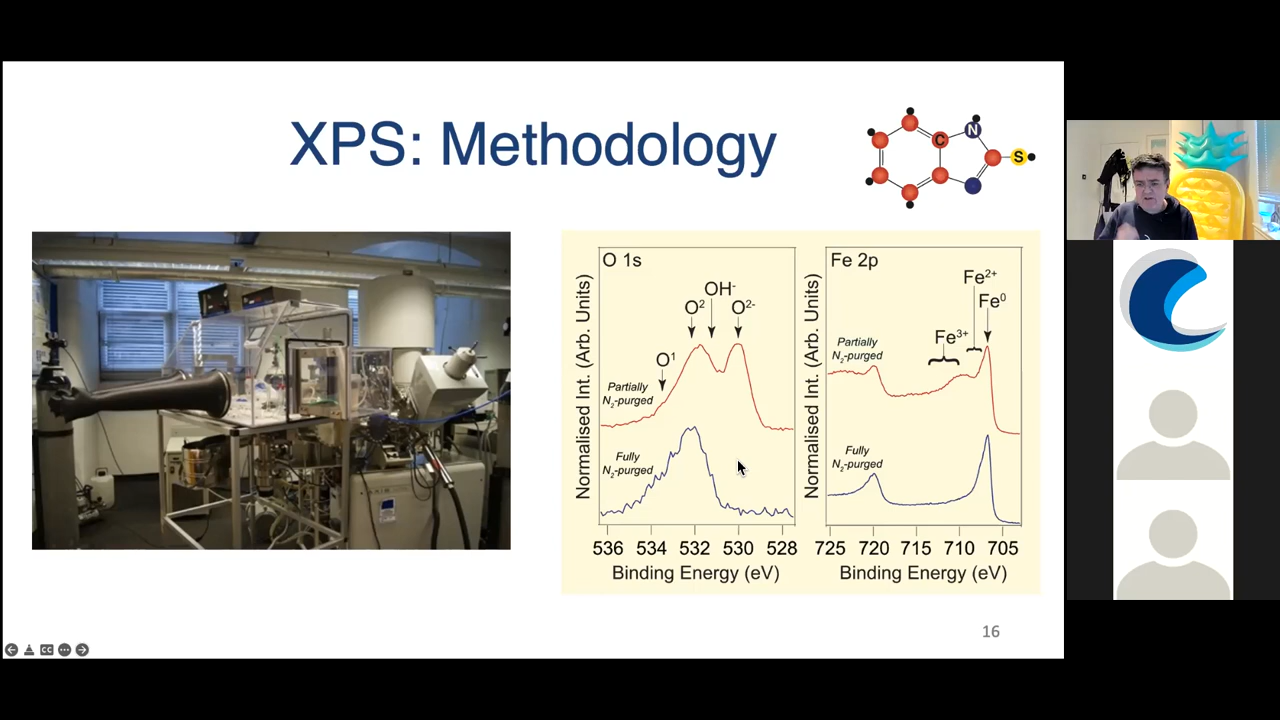 XPS: Methodology
C
N
S
O 1s
OH-
O²
O²-
O¹
Partially
N₂-purged
Fully
N₂-purged
Normalised Int. (Arb. Units)
536 534 532 530 528
Binding Energy (eV)
Fe 2p
Fe²⁺
Fe⁰
Fe³⁺
Partially
N₂-purged
Fully
N₂-purged
Normalised Int. (Arb. Units)
725 720 715 710 705
Binding Energy (eV)
16
CC